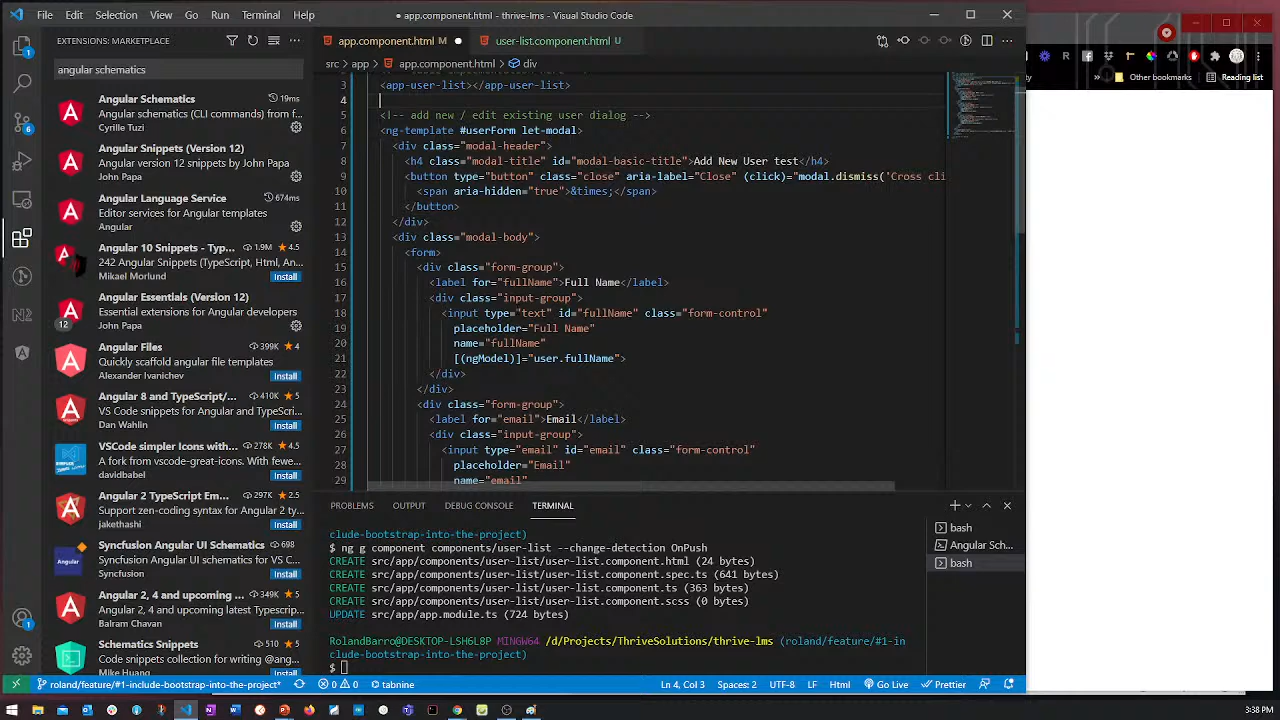 File Edit Selection View Go Run Terminal Help
● app.component.html - thrive-lms - Visual Studio Code
EXTENSIONS: MARKETPLACE
angular schematics
Angular Schematics 19ms
Cyrille Tuzi
Angular Snippets (Version 12)
Angular version 12 snippets by John Papa
John Papa
Angular Language Service 674ms
Editor services for Angular templates
Angular
Angular 10 Snippets - Typ... 1.9M ★ 4.5
242 Angular Snippets (TypeScript, Html, An...
Mikael Morlund Install
Angular Essentials (Version 12)
Essential extensions for Angular developers
12 John Papa
Angular Files 399K ★ 4
Quickly scaffold angular file templates
Alexander Ivanichev Install
Angular 8 and TypeScript/... 410K ★ 5
VS Code snippets for Angular and TypeScri...
Dan Wahlin Install
VSCode simpler Icons with... 278K ★ 4.5
A fork from vscode-great-icons. With fewe...
davidbabel Install
Angular 2 TypeScript Em... 297K ★ 2.5
Support zen-coding syntax for Angular 2 ty...
jakethashi Install
Syncfusion Angular UI Schematics 698
Syncfusion Angular UI schematics for VS C...
Syncfusion Install
Angular, 2, 4 and upcoming ... 349K ★ 5
Angular 2, 4 and upcoming latest Typescrip...
Balram Chavan Install
Schematics Snippets 510 ★ 5
Code snippets collection for writing @ang...
Mike Huang Install
app.component.html M ●
user-list.component.html U
src > app > app.component.html > div
3 <app-user-list></app-user-list>
4
5 <!-- add new / edit existing user dialog -->
6 <ng-template #userForm let-modal>
7 <div class="modal-header">
8 <h4 class="modal-title" id="modal-basic-title">Add New User test</h4>
9 <button type="button" class="close" aria-label="Close" (click)="modal.dismiss('Cross cli
10 <span aria-hidden="true">&times;</span>
11 </button>
12 </div>
13 <div class="modal-body">
14 <form>
15 <div class="form-group">
16 <label for="fullName">Full Name</label>
17 <div class="input-group">
18 <input type="text" id="fullName" class="form-control"
19 placeholder="Full Name"
20 name="fullName"
21 [(ngModel)]="user.fullName">
22 </div>
23 </div>
24 <div class="form-group">
25 <label for="email">Email</label>
26 <div class="input-group">
27 <input type="email" id="email" class="form-control"
28 placeholder="Email"
29 name="email"
PROBLEMS OUTPUT DEBUG CONSOLE TERMINAL
clude-bootstrap-into-the-project)
$ ng g component components/user-list --change-detection OnPush
CREATE src/app/components/user-list/user-list.component.html (24 bytes)
CREATE src/app/components/user-list/user-list.component.spec.ts (641 bytes)
CREATE src/app/components/user-list/user-list.component.ts (363 bytes)
CREATE src/app/components/user-list/user-list.component.scss (0 bytes)
UPDATE src/app/app.module.ts (724 bytes)
RolandBarro@DESKTOP-LSH6L8P MINGW64 /d/Projects/ThriveSolutions/thrive-lms (roland/feature/#1-in
clude-bootstrap-into-the-project)
$
bash
Angular Sch...
bash
roland/feature/#1-include-bootstrap-into-the-project* 0 0 tabnine
Ln 4, Col 3 Spaces: 2 UTF-8 LF Html Go Live Prettier
Other bookmarks Reading list
3:38 PM